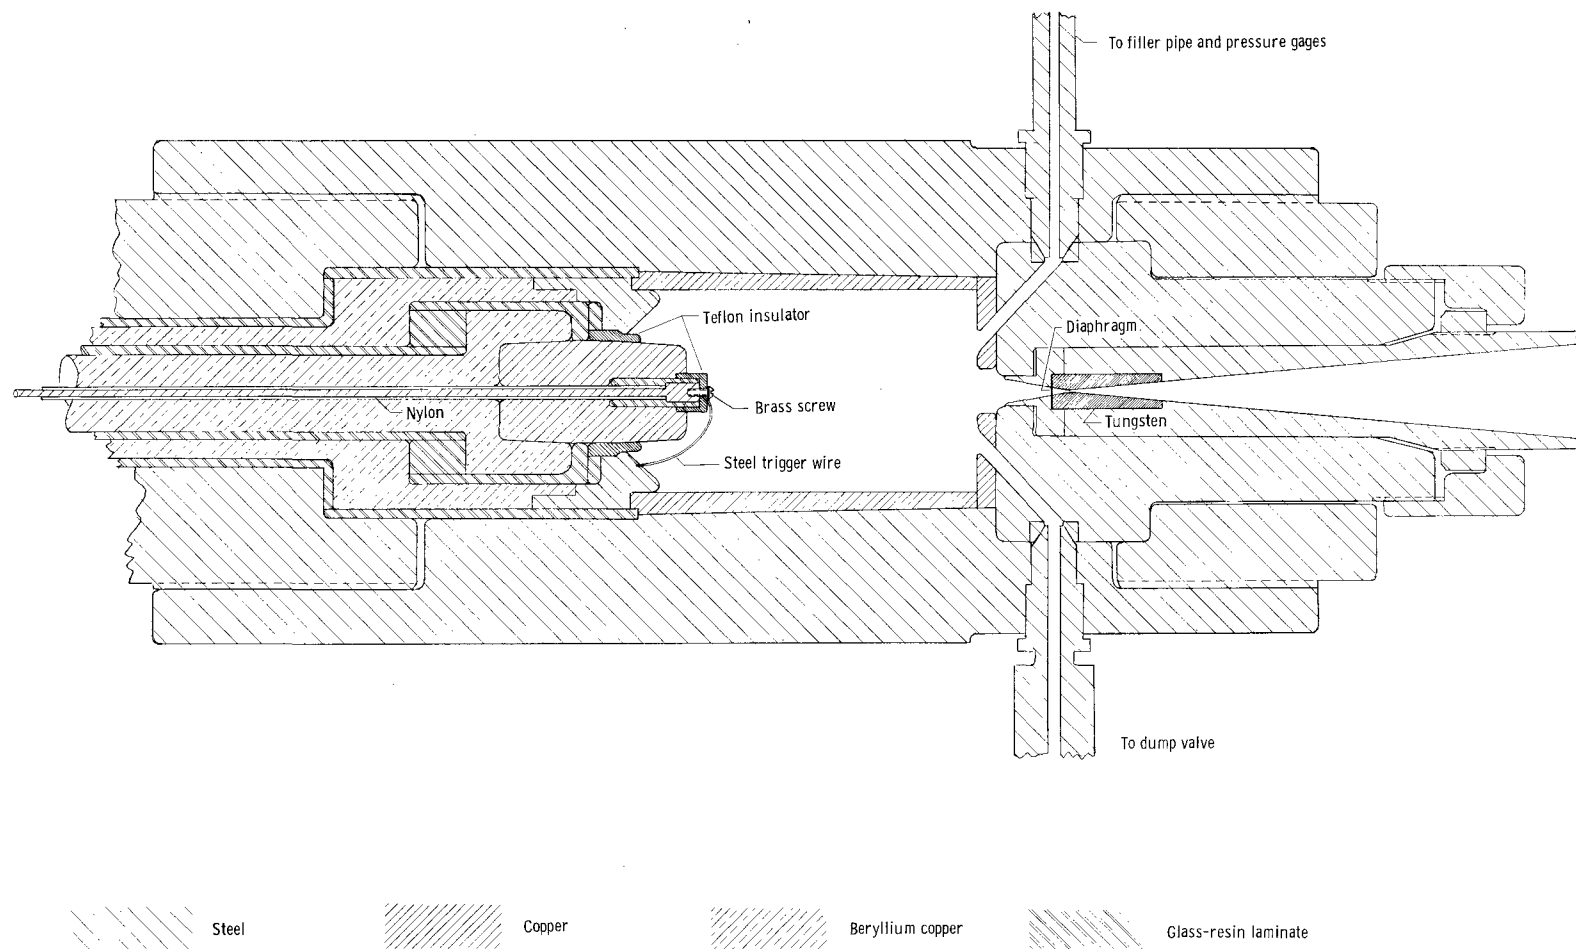 To filler pipe and pressure gages
Teflon insulator
Diaphragm
Nylon
Brass screw
Tungsten
Steel trigger wire
To dump valve
Steel
Copper
Beryllium copper
Glass-resin laminate